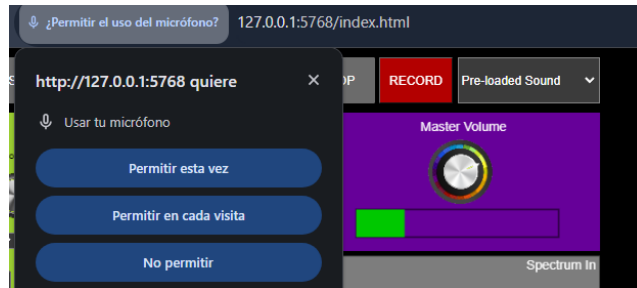 ¿Permitir el uso del micrófono? 127.0.0.1:5768/index.html
http://127.0.0.1:5768 quiere
Usar tu micrófono
Permitir esta vez
Permitir en cada visita
No permitir
RECORD Pre-loaded Sound
Master Volume
Spectrum In